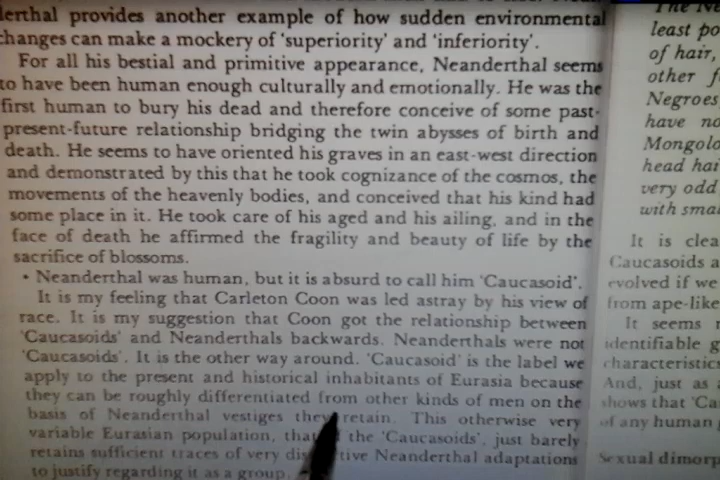 derthal provides another example of how sudden environmental
changes can make a mockery of 'superiority' and 'inferiority'.
For all his bestial and primitive appearance, Neanderthal seems
to have been human enough culturally and emotionally. He was the
first human to bury his dead and therefore conceive of some past-
present-future relationship bridging the twin abysses of birth and
death. He seems to have oriented his graves in an east-west direction
and demonstrated by this that he took cognizance of the cosmos, the
movements of the heavenly bodies, and conceived that his kind had
some place in it. He took care of his aged and his ailing, and in the
face of death he affirmed the fragility and beauty of life by the
sacrifice of blossoms.
• Neanderthal was human, but it is absurd to call him 'Caucasoid'.
It is my feeling that Carleton Coon was led astray by his view of
race. It is my suggestion that Coon got the relationship between
'Caucasoids' and Neanderthals backwards. Neanderthals were not
'Caucasoids'. It is the other way around. 'Caucasoid' is the label we
apply to the present and historical inhabitants of Eurasia because
they can be roughly differentiated from other kinds of men on the
basis of Neanderthal vestiges they retain. This otherwise very
variable Eurasian population, the 'Caucasoids', just barely
retains sufficient traces of very Neanderthal adaptations
to justify regarding it as a group.
least po
of hair,
other f
Negroes
have no
Mongolo
head hai
very odd
with smal
It is clea
Caucasoids a
evolved if we
from ape-like
It seems
identifiable g
characteristics
And, just as
shows that 'Ca
of any human
Sexual dimorp